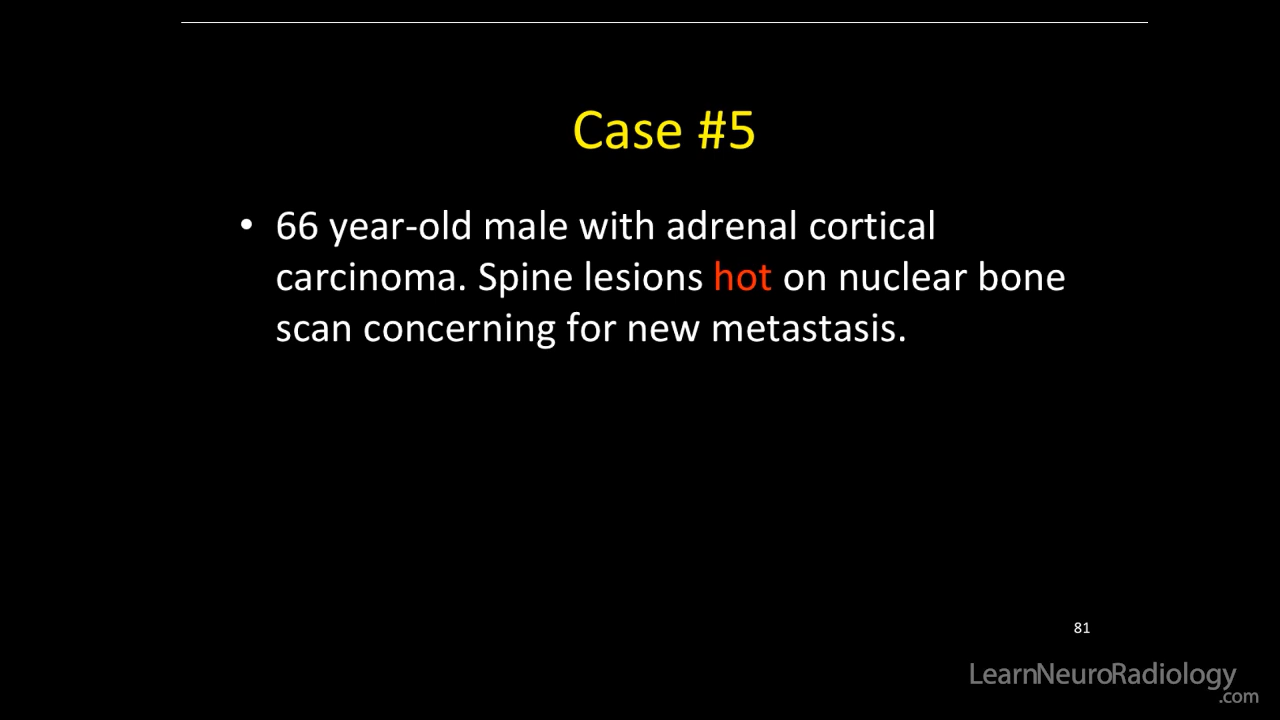 Case #5
• 66 year-old male with adrenal cortical
carcinoma. Spine lesions hot on nuclear bone
scan concerning for new metastasis.
81
LearnNeuroRadiology
.com